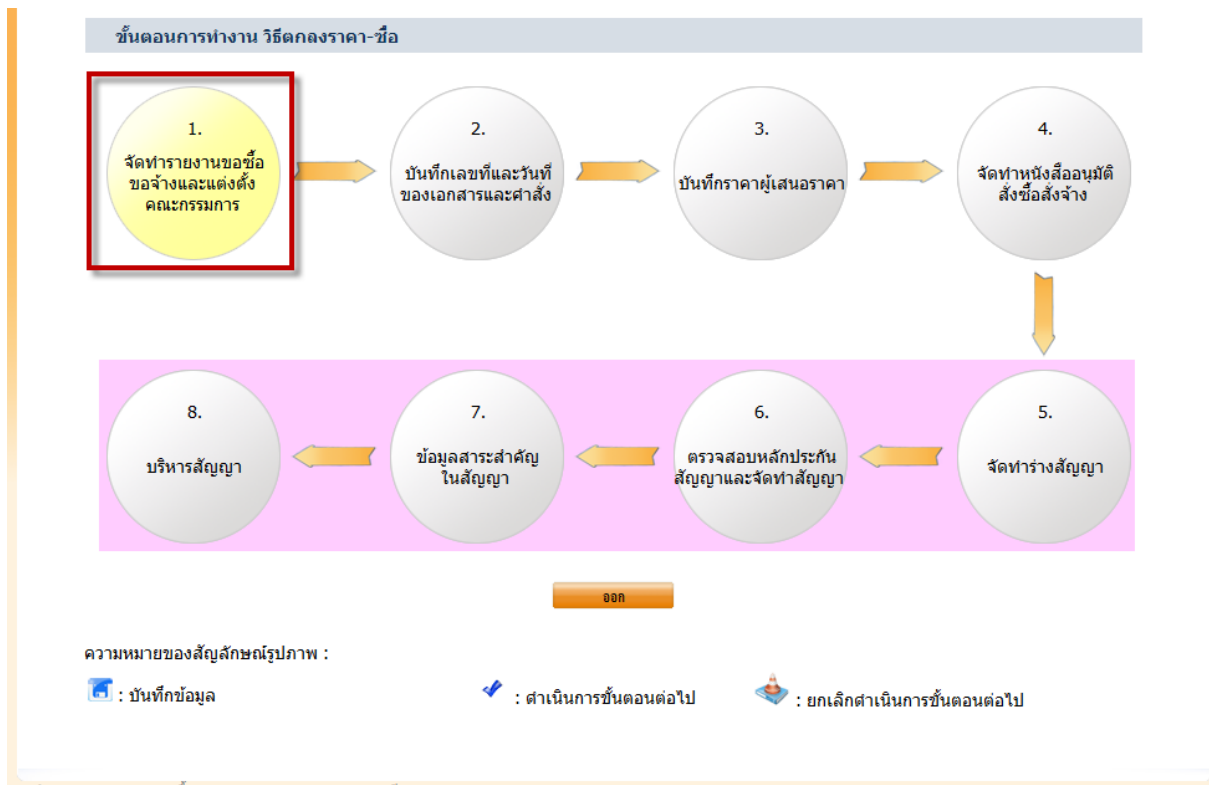 ขั้นตอนการทำงาน วิธีตกลงราคา-ซื้อ
1.
จัดทำรายงานขอซื้อ
ขอจ้างและแต่งตั้ง
คณะกรรมการ
2.
บันทึกเลขที่และวันที่
ของเอกสารและคำสั่ง
3.
บันทึกราคาผู้เสนอราคา
4.
จัดทำหนังสืออนุมัติ
สั่งซื้อสั่งจ้าง
8.
บริหารสัญญา
7.
ข้อมูลสาระสำคัญ
ในสัญญา
6.
ตรวจสอบหลักประกัน
สัญญาและจัดทำสัญญา
5.
จัดทำร่างสัญญา
ออก
ความหมายของสัญลักษณ์รูปภาพ :
: บันทึกข้อมูล
: ดำเนินการขั้นตอนต่อไป
: ยกเลิกดำเนินการขั้นตอนต่อไป